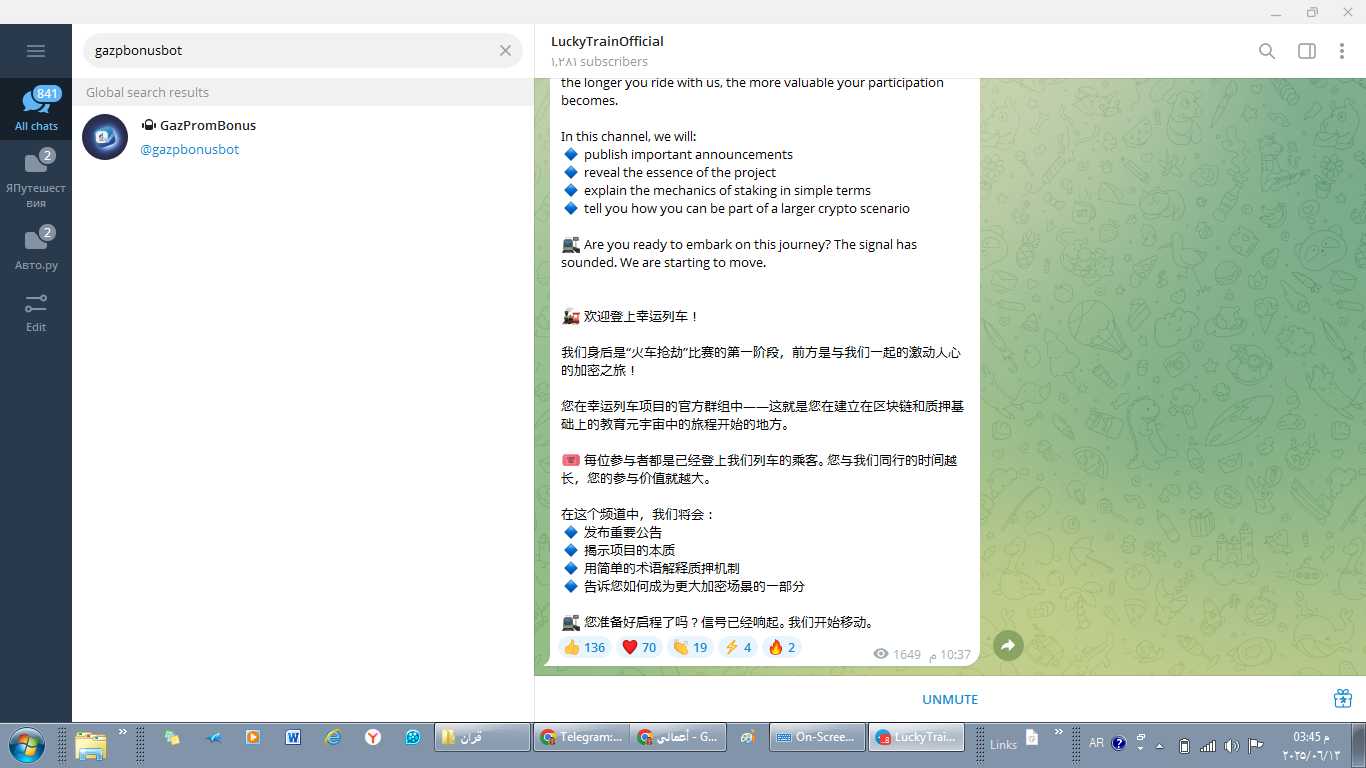 gazpbonusbot
Global search results
GazPromBonus
@gazpbonusbot
841
All chats
2
ЯПутешест
вия
2
Авто.ру
Edit
LuckyTrainOfficial
١,٢٨١ subscribers
the longer you ride with us, the more valuable your participation
becomes.
In this channel, we will:
🔹 publish important announcements
🔹 reveal the essence of the project
🔹 explain the mechanics of staking in simple terms
🔹 tell you how you can be part of a larger crypto scenario
🚉 Are you ready to embark on this journey? The signal has
sounded. We are starting to move.
🚂 欢迎登上幸运列车！
我们身后是“火车抢劫”比赛的第一阶段，前方是与我们一起的激动人心
的加密之旅！
您在幸运列车项目的官方群组中——这就是您在建立在区块链和质押基
础上的教育元宇宙中的旅程开始的地方。
🎟 每位参与者都是已经登上我们列车的乘客。您与我们同行的时间越
长，您的参与价值就越大。
在这个频道中，我们将会：
🔹 发布重要公告
🔹 揭示项目的本质
🔹 用简单的术语解释质押机制
🔹 告诉您如何成为更大加密场景的一部分
🚉 您准备好启程了吗？信号已经响起。我们开始移动。
👍 136 ❤️ 70 👏 19 ⚡ 4 🔥 2
1649 10:37 م
UNMUTE
قرآن
Telegram:...
أعمالي - G...
On-Scree...
LuckyTrai...
Links
AR
03:45 م
٢٠٢٥/٠٦/١٣